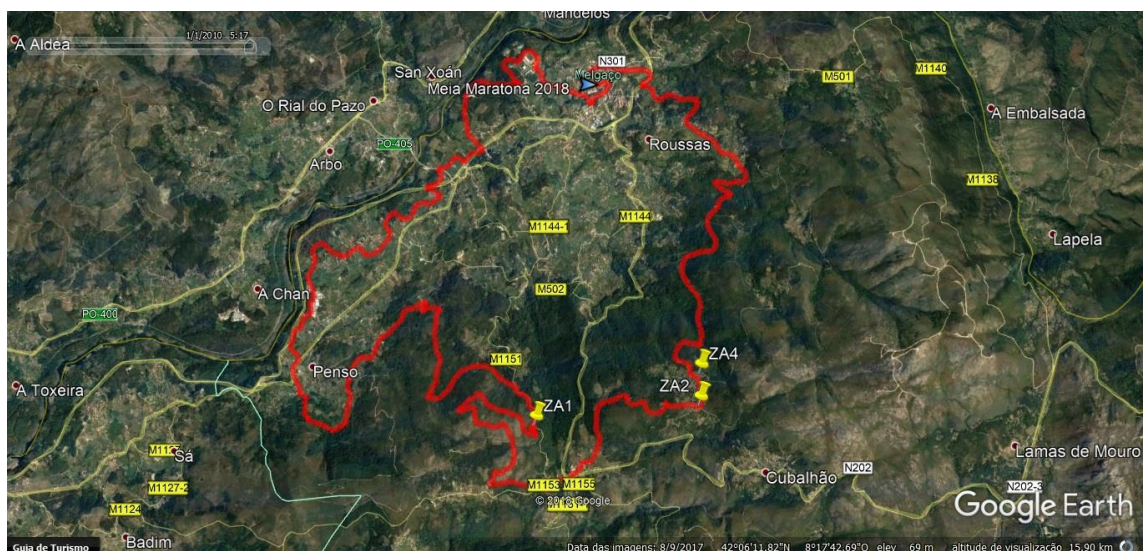 Mandelos
A Aldea
1/1/2010 5:17
N301
M1140
San Xoán
Melgaço
M501
Meia Maratona 2018
O Rial do Pazo
A Embalsada
PO-405
Roussas
Arbo
M1138
M1144
M1144-1
Lapela
M502
A Chan
PO-400
M1151
ZA4
Penso
A Toxeira
ZA2
ZA1
Sá
Lamas de Mouro
N202
Cubalhão
M1153
M1155
M1127-2
N202-3
© 2018 Google
M1124
Google Earth
Badim
Guia de Turismo
Data das imagens: 8/9/2017 42°06'11.82"N 8°17'42.69"O elev 69 m altitude de visualização 15.90 km